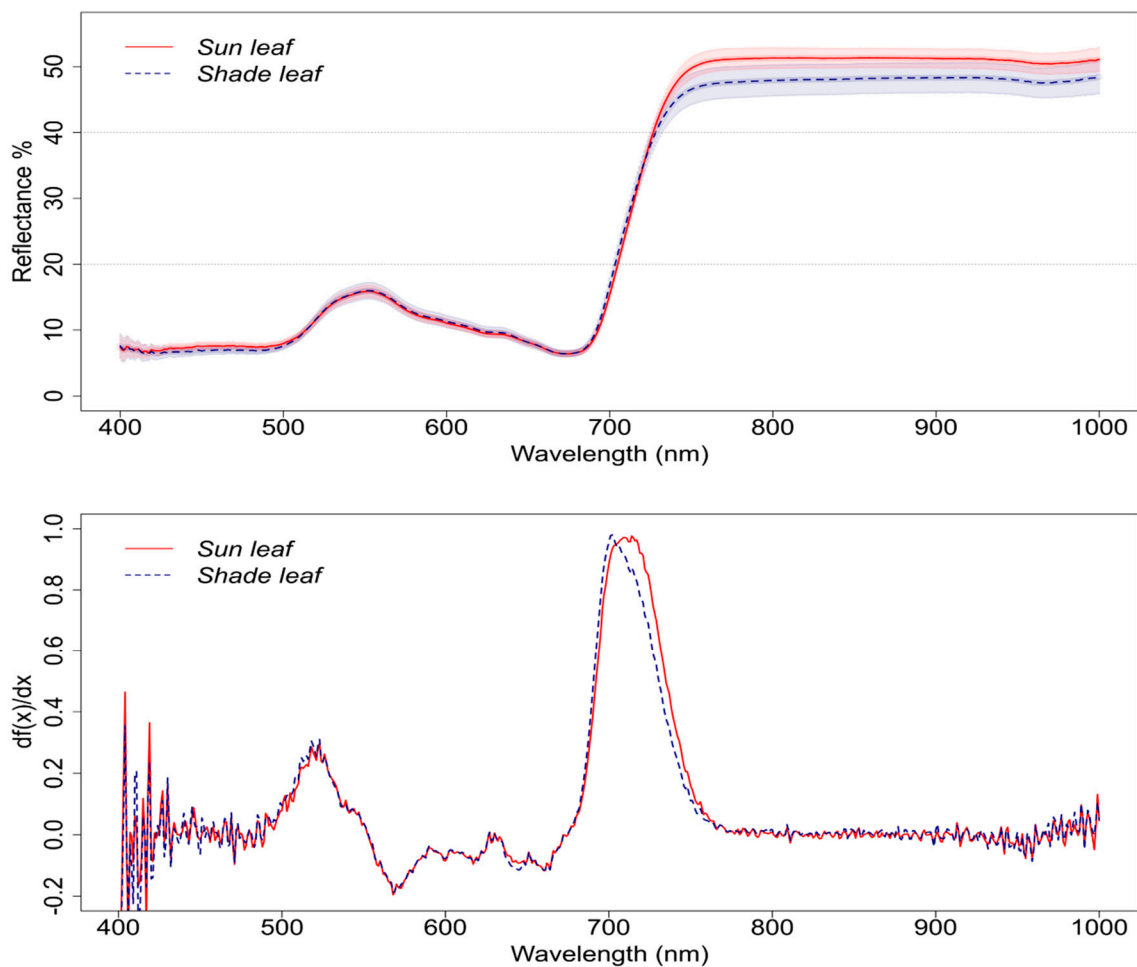 Sun leaf
Shade leaf
Reflectance %
50
40
30
20
10
0
400 500 600 700 800 900 1000
Wavelength (nm)
Sun leaf
Shade leaf
df(x)/dx
1.0
0.8
0.6
0.4
0.2
0.0
-0.2
400 500 600 700 800 900 1000
Wavelength (nm)